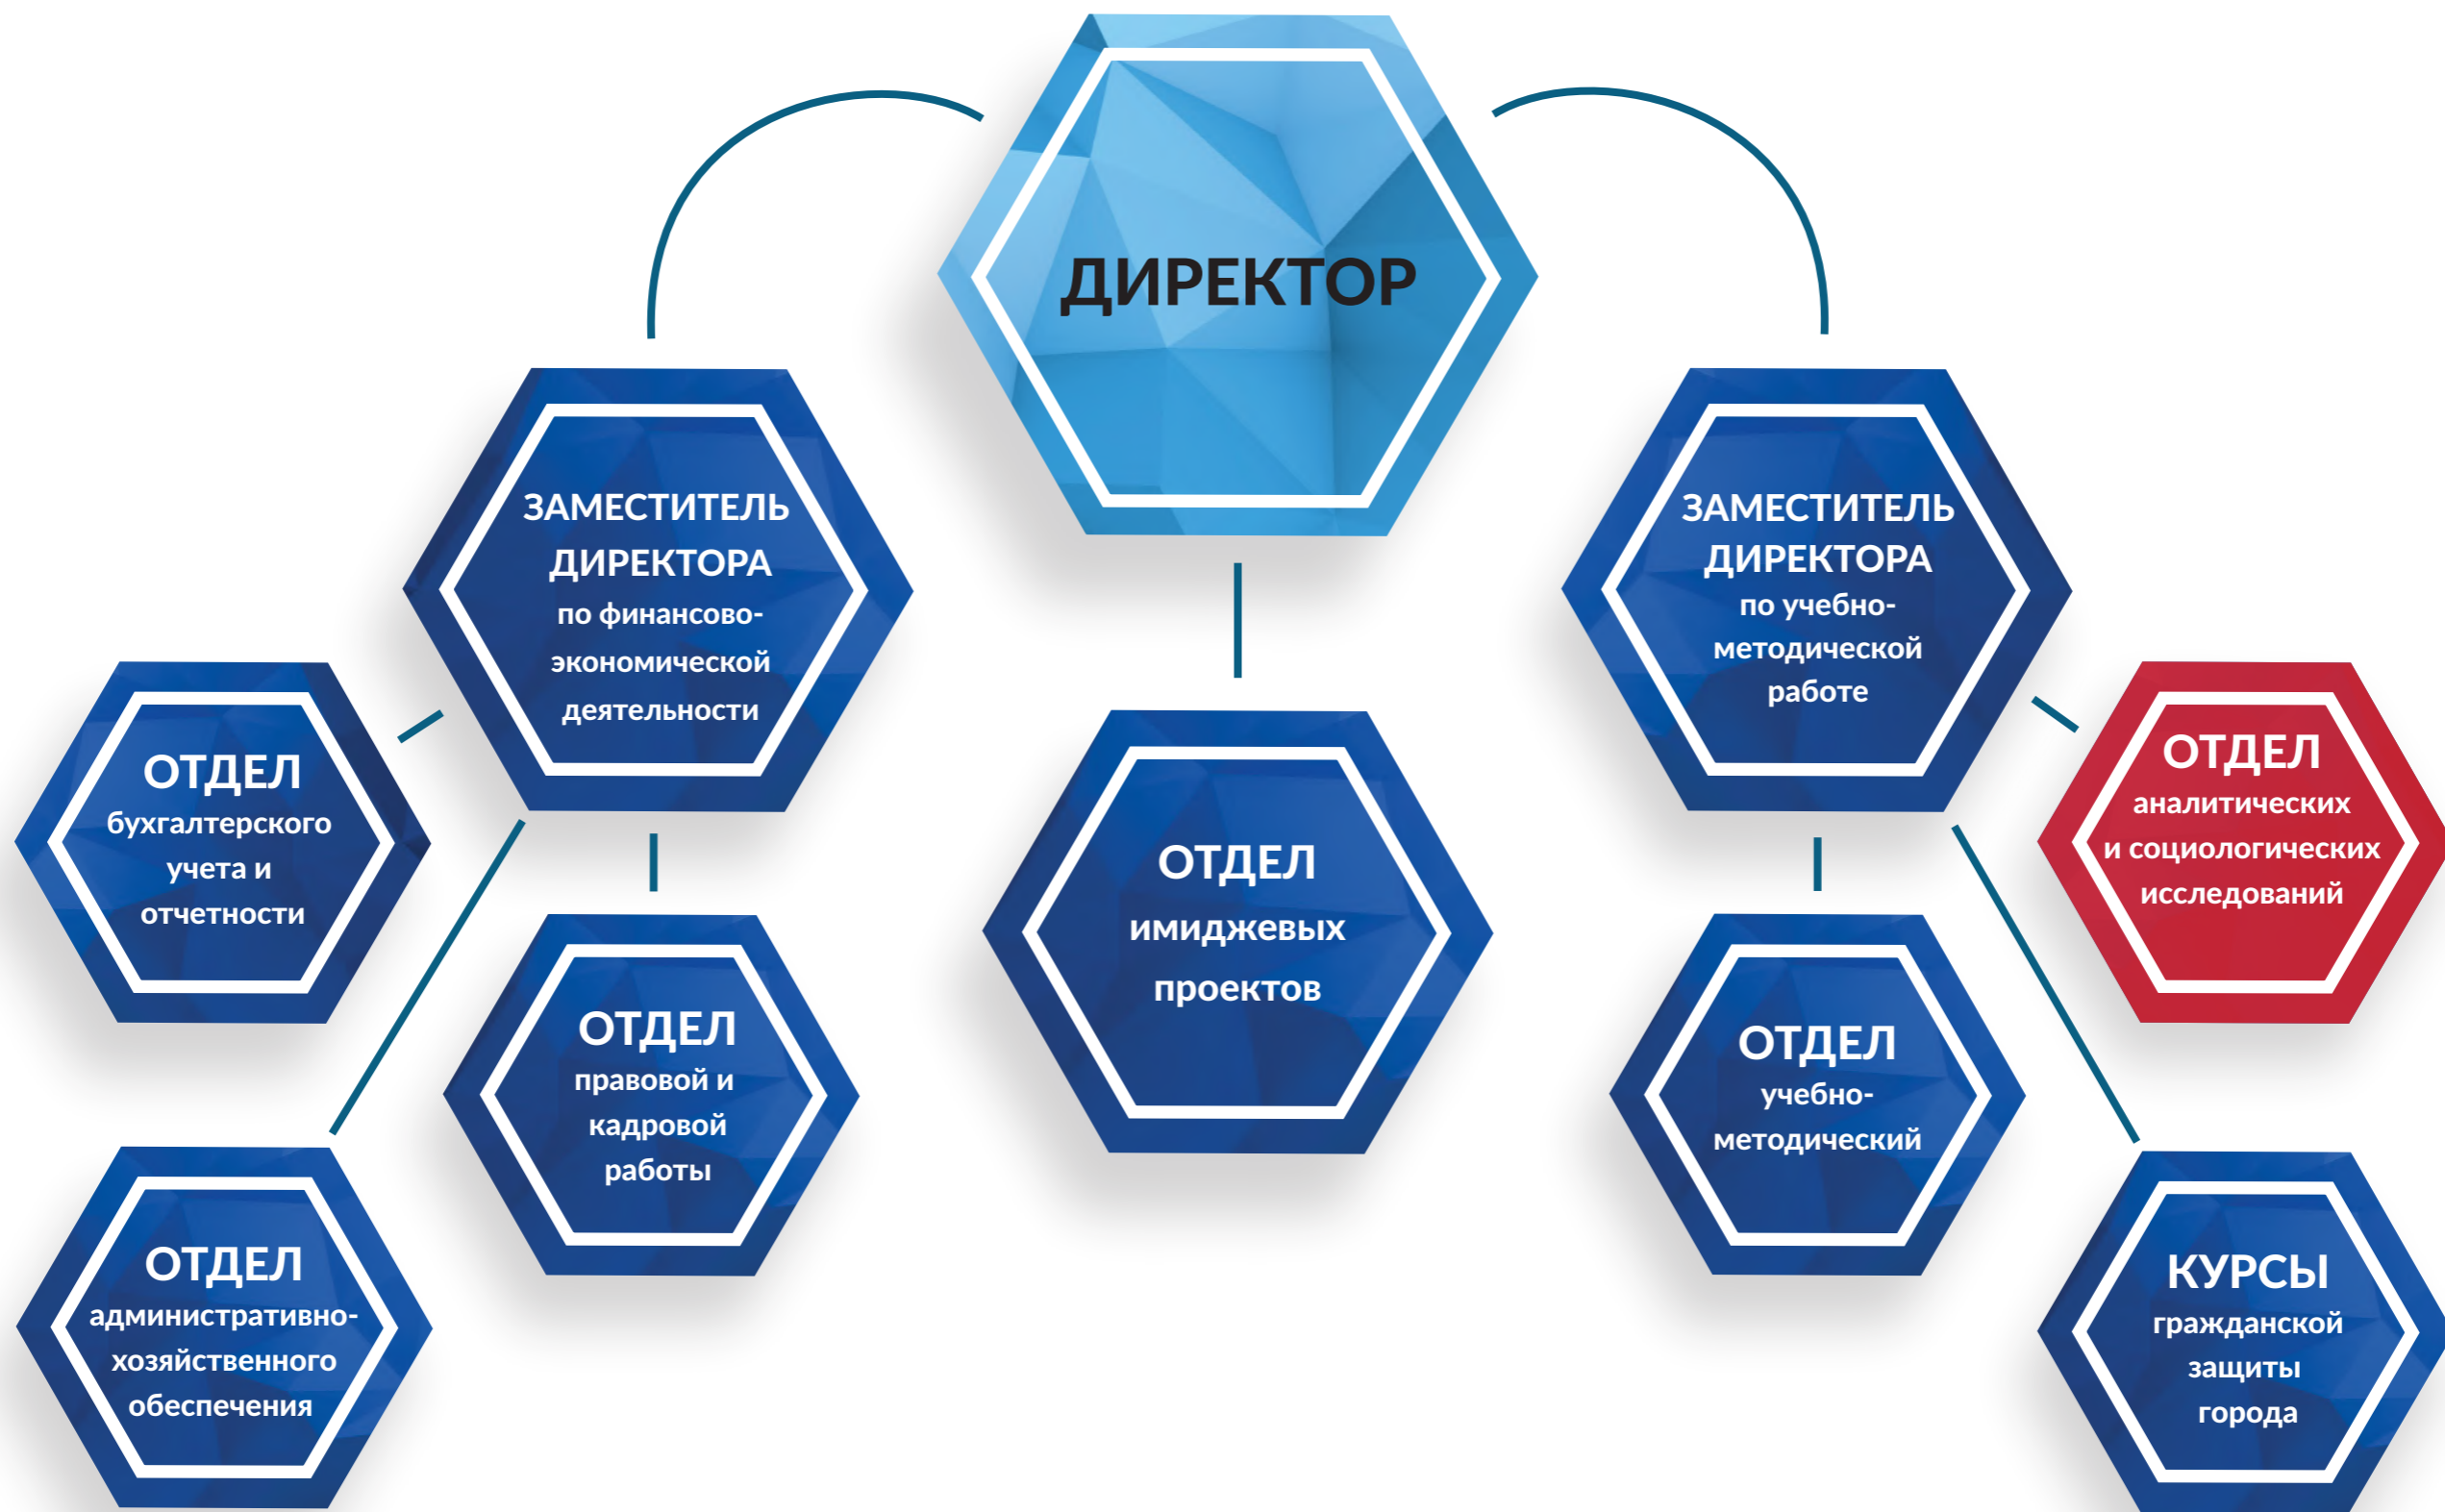 ДИРЕКТОР
ЗАМЕСТИТЕЛЬ
ДИРЕКТОРА
по финансово-
экономической
деятельности
ЗАМЕСТИТЕЛЬ
ДИРЕКТОРА
по учебно-
методической
работе
ОТДЕЛ
бухгалтерского
учета и
отчетности
ОТДЕЛ
имиджевых
проектов
ОТДЕЛ
аналитических
и социологических
исследований
ОТДЕЛ
правовой и
кадровой
работы
ОТДЕЛ
учебно-
методический
ОТДЕЛ
административно-
хозяйственного
обеспечения
КУРСЫ
гражданской
защиты
города